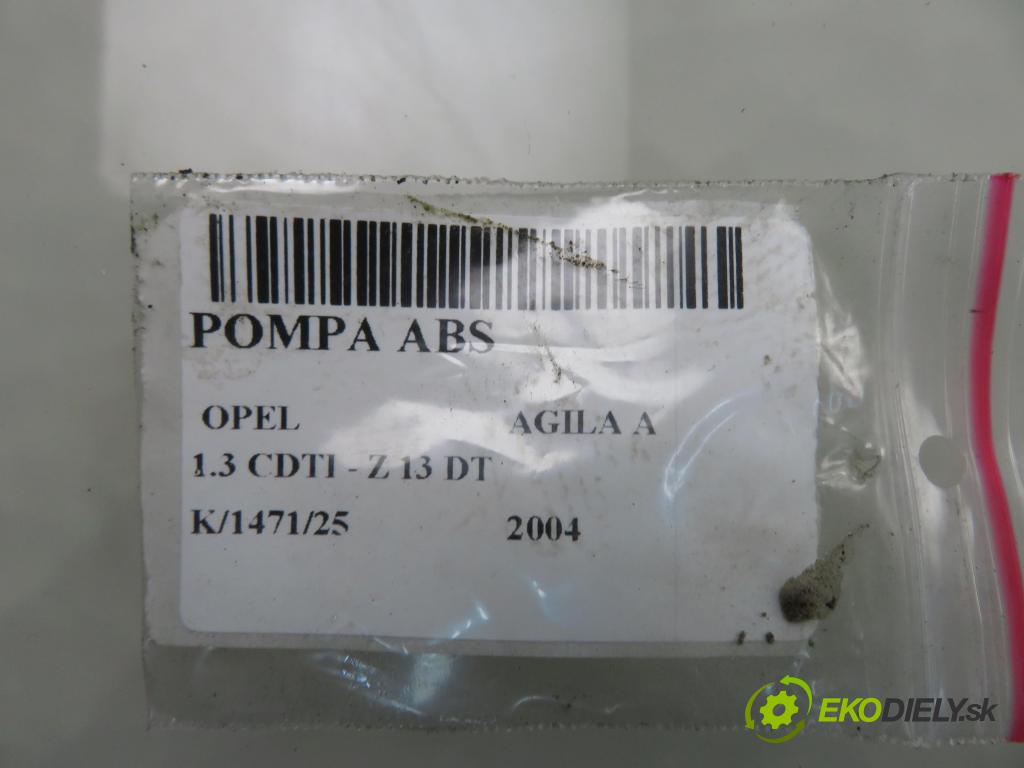 POMPA ABS
OPEL AGILA A
1.3 CDTI - Z 13 DT
K/1471/25 2004
EKODIELY.sk